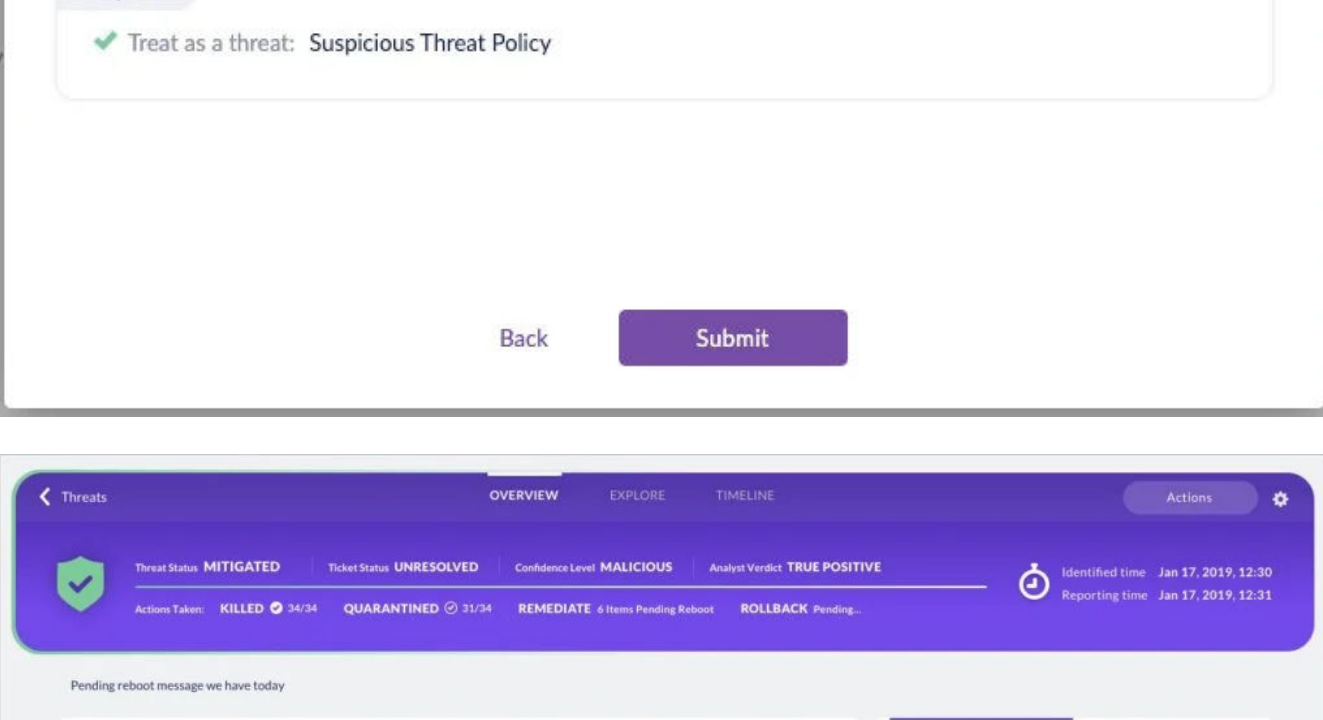 Treat as a threat: Suspicious Threat Policy
Back Submit
Threats OVERVIEW EXPLORE TIMELINE Actions
Threat Status MITIGATED Ticket Status UNRESOLVED Confidence Level MALICIOUS Analyst Verdict TRUE POSITIVE
Identified time Jan 17, 2019, 12:30
Reporting time Jan 17, 2019, 12:31
Actions Taken: KILLED 34/34 QUARANTINED 31/34 REMEDIATE 6 Items Pending Reboot ROLLBACK Pending...
Pending reboot message we have today